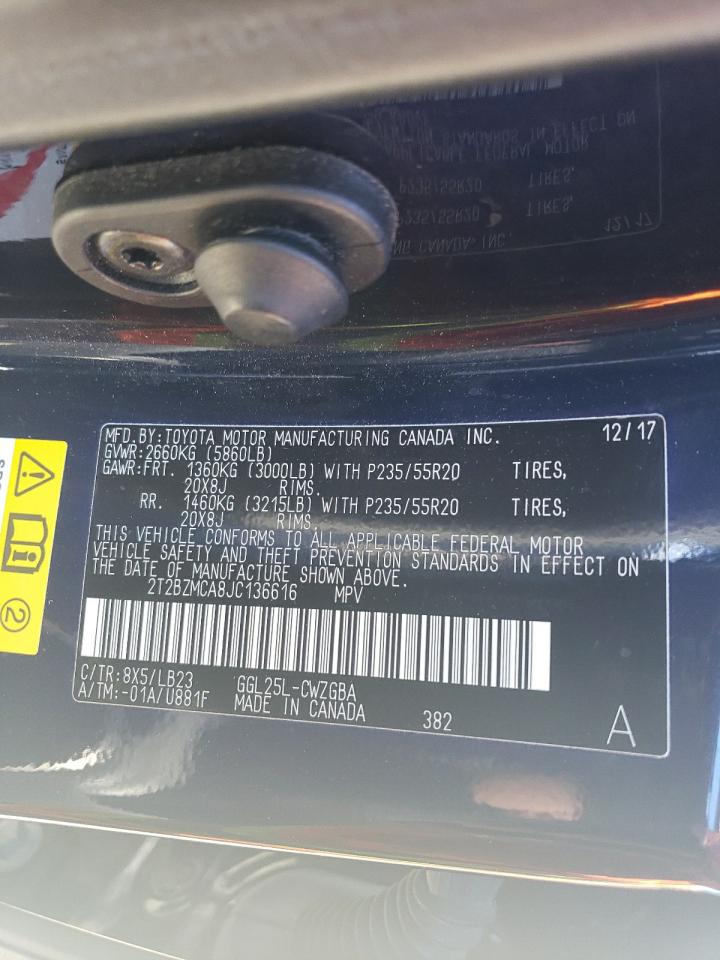 MFD.BY:TOYOTA MOTOR MANUFACTURING CANADA INC. 12/17
GVWR:2660KG (5860LB)
GAWR:FRT. 1360KG (3000LB) WITH P235/55R20 TIRES,
20X8J RIMS.
RR. 1460KG (3215LB) WITH P235/55R20 TIRES,
20X8J RIMS.
THIS VEHICLE CONFORMS TO ALL APPLICABLE FEDERAL MOTOR
VEHICLE SAFETY AND THEFT PREVENTION STANDARDS IN EFFECT ON
THE DATE OF MANUFACTURE SHOWN ABOVE.
2T2BZMCA8JC136616 MPV
C/TR:8X5/LB23 GGL25L-CWZGBA
A/TM:-01A/U881F MADE IN CANADA 382 A
2